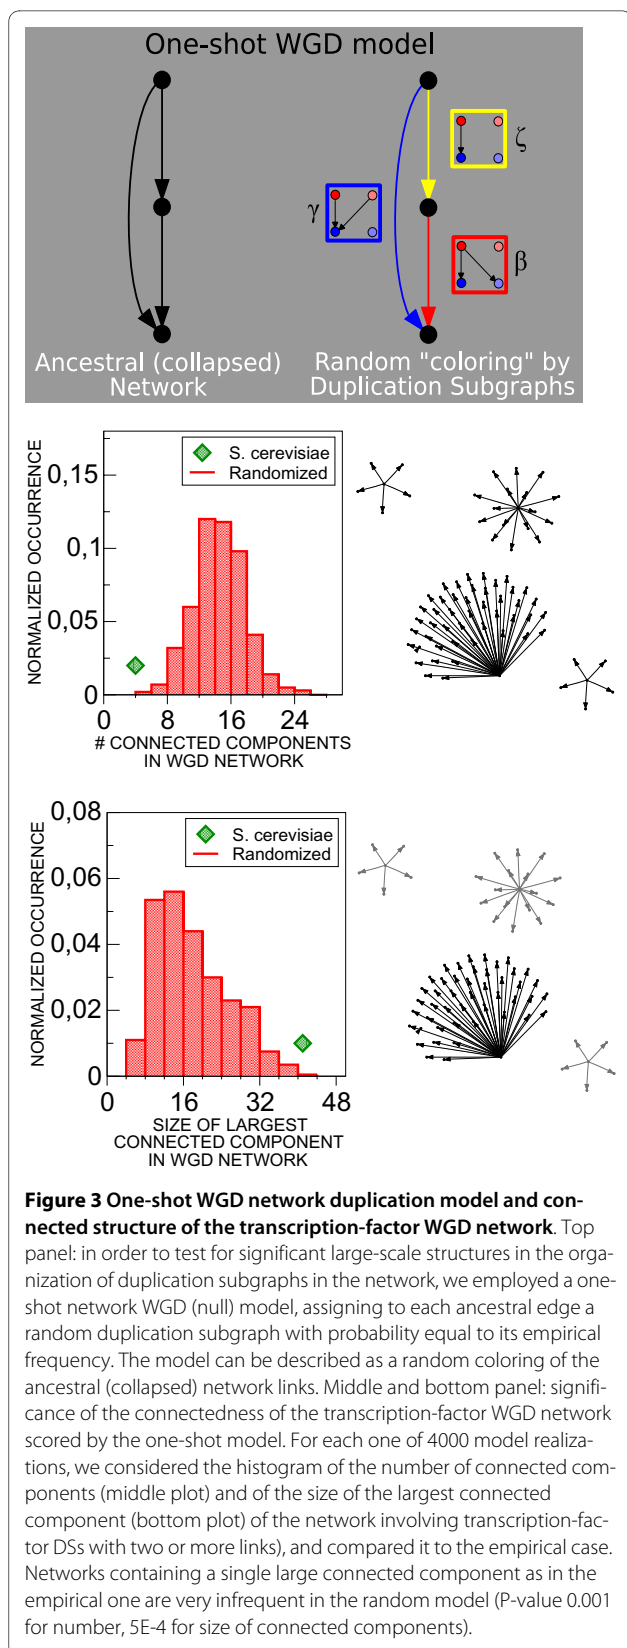 One-shot WGD model
ζ
γ
β
Ancestral (collapsed)
Network
Random "coloring" by
Duplication Subgraphs
NORMALIZED OCCURRENCE
0,15
0,1
0,05
0
S. cerevisiae
Randomized
0 8 16 24
# CONNECTED COMPONENTS
IN WGD NETWORK
NORMALIZED OCCURRENCE
0,08
0,06
0,04
0,02
0
S. cerevisiae
Randomized
0 16 32 48
SIZE OF LARGEST
CONNECTED COMPONENT
IN WGD NETWORK
Figure 3 One-shot WGD network duplication model and con-
nected structure of the transcription-factor WGD network. Top
panel: in order to test for significant large-scale structures in the orga-
nization of duplication subgraphs in the network, we employed a one-
shot network WGD (null) model, assigning to each ancestral edge a
random duplication subgraph with probability equal to its empirical
frequency. The model can be described as a random coloring of the
ancestral (collapsed) network links. Middle and bottom panel: signifi-
cance of the connectedness of the transcription-factor WGD network
scored by the one-shot model. For each one of 4000 model realiza-
tions, we considered the histogram of the number of connected com-
ponents (middle plot) and of the size of the largest connected
component (bottom plot) of the network involving transcription-fac-
tor DSs with two or more links), and compared it to the empirical case.
Networks containing a single large connected component as in the
empirical one are very infrequent in the random model (P-value 0.001
for number, 5E-4 for size of connected components).